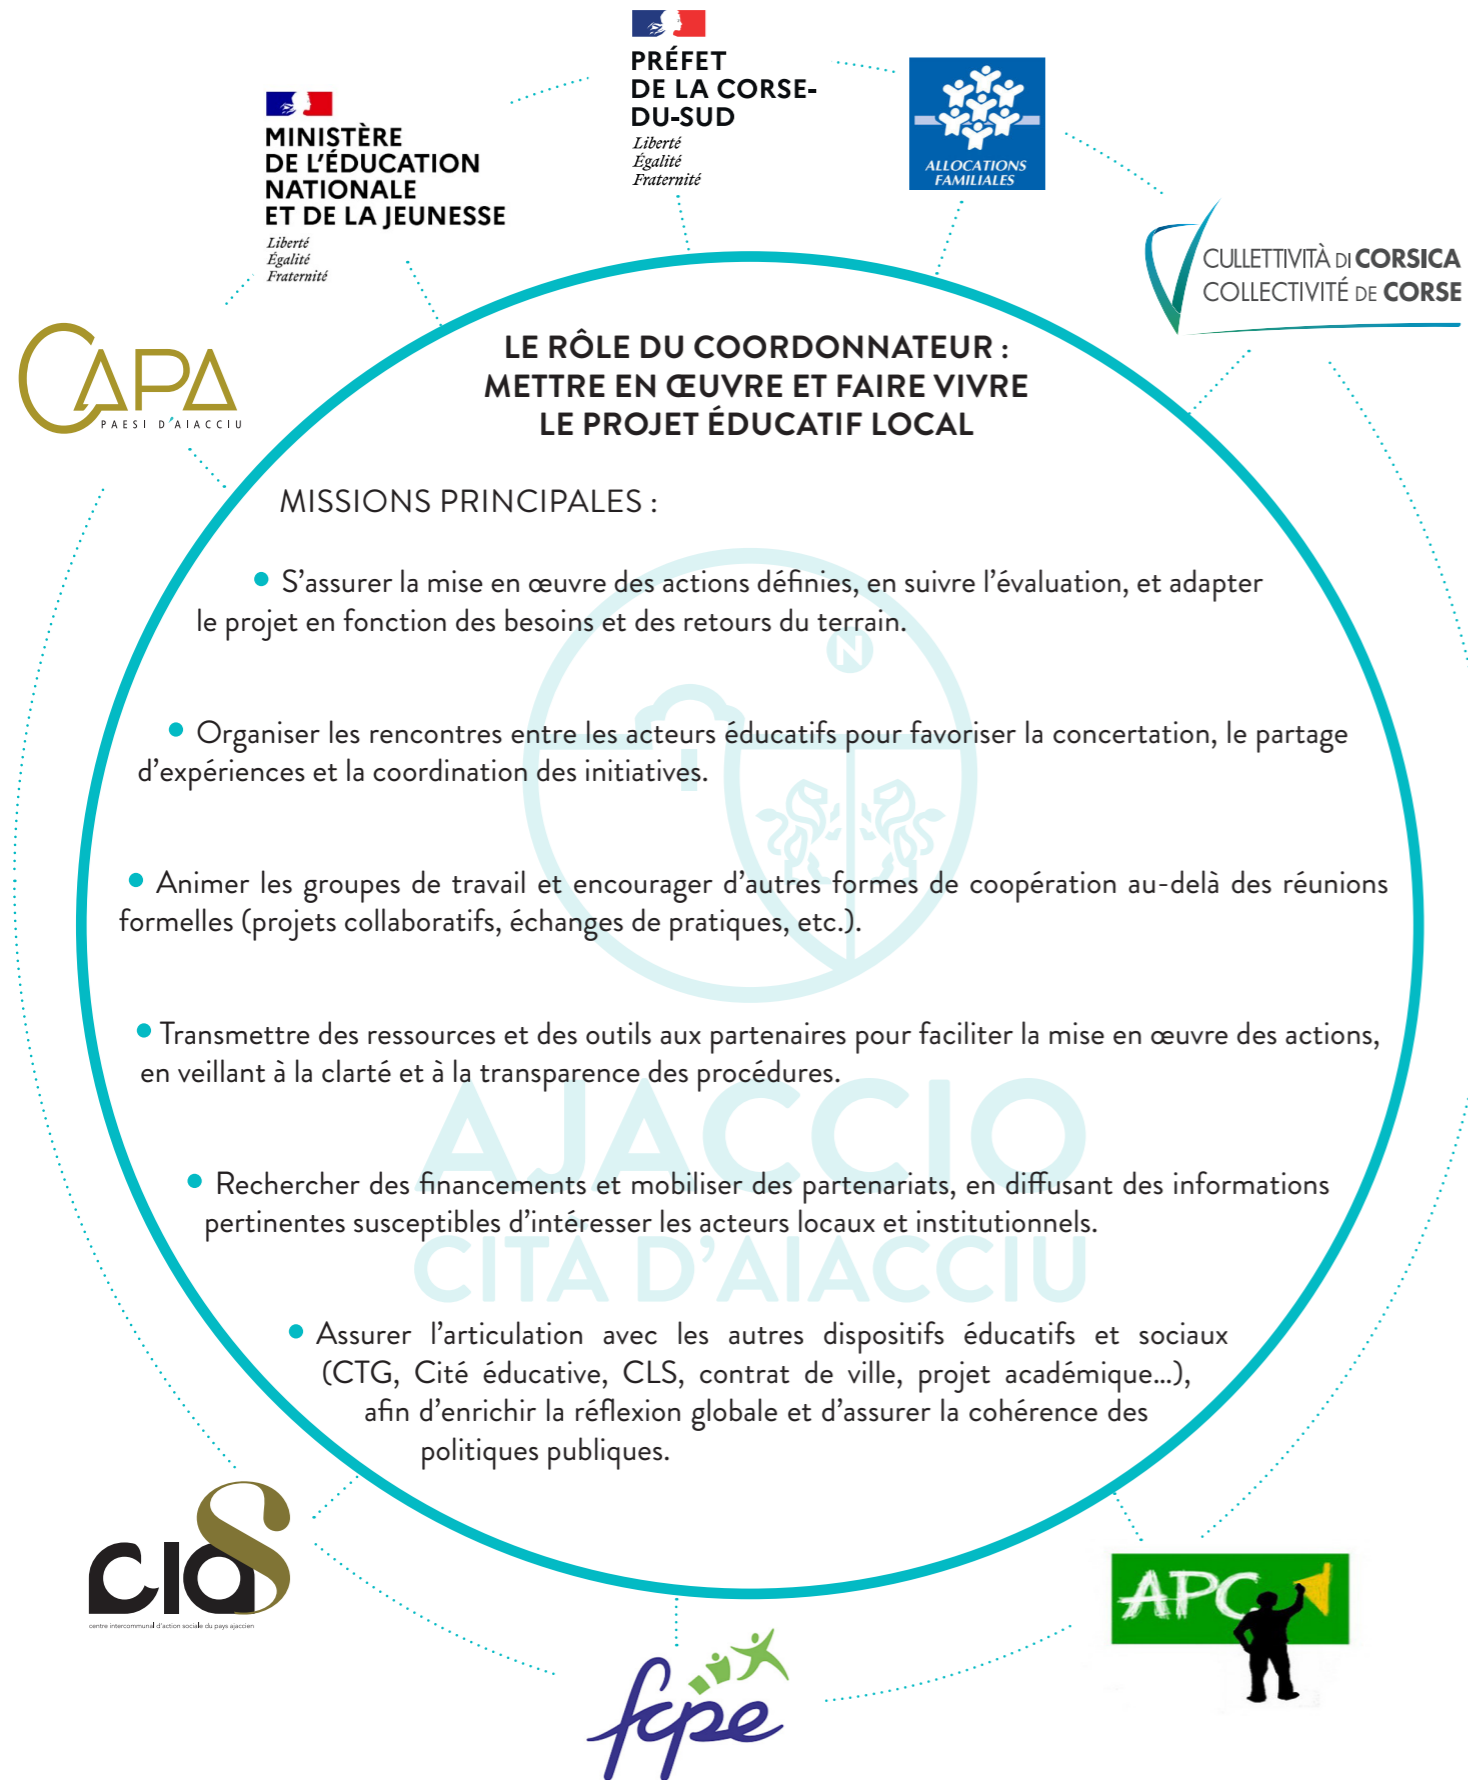 PRÉFET
DE LA CORSE-
DU-SUD
Liberté
Égalité
Fraternité
MINISTÈRE
DE L'ÉDUCATION
NATIONALE
ET DE LA JEUNESSE
Liberté
Égalité
Fraternité
ALLOCATIONS
FAMILIALES
CULLETTIVITÀ DI CORSICA
COLLECTIVITÉ DE CORSE
CAPA
PAESI D'AIACCIU
LE RÔLE DU COORDONNATEUR :
METTRE EN ŒUVRE ET FAIRE VIVRE
LE PROJET ÉDUCATIF LOCAL
MISSIONS PRINCIPALES :
• S'assurer la mise en œuvre des actions définies, en suivre l'évaluation, et adapter
le projet en fonction des besoins et des retours du terrain.
N
• Organiser les rencontres entre les acteurs éducatifs pour favoriser la concertation, le partage
d'expériences et la coordination des initiatives.
• Animer les groupes de travail et encourager d'autres formes de coopération au-delà des réunions
formelles (projets collaboratifs, échanges de pratiques, etc.).
• Transmettre des ressources et des outils aux partenaires pour faciliter la mise en œuvre des actions,
en veillant à la clarté et à la transparence des procédures.
AJACCIO
• Rechercher des financements et mobiliser des partenariats, en diffusant des informations
pertinentes susceptibles d'intéresser les acteurs locaux et institutionnels.
CITÀ D'AIACCIU
• Assurer l'articulation avec les autres dispositifs éducatifs et sociaux
(CTG, Cité éducative, CLS, contrat de ville, projet académique...),
afin d'enrichir la réflexion globale et d'assurer la cohérence des
politiques publiques.
cias
centre intercommunal d'action sociale du pays ajaccien
APC
fcpe